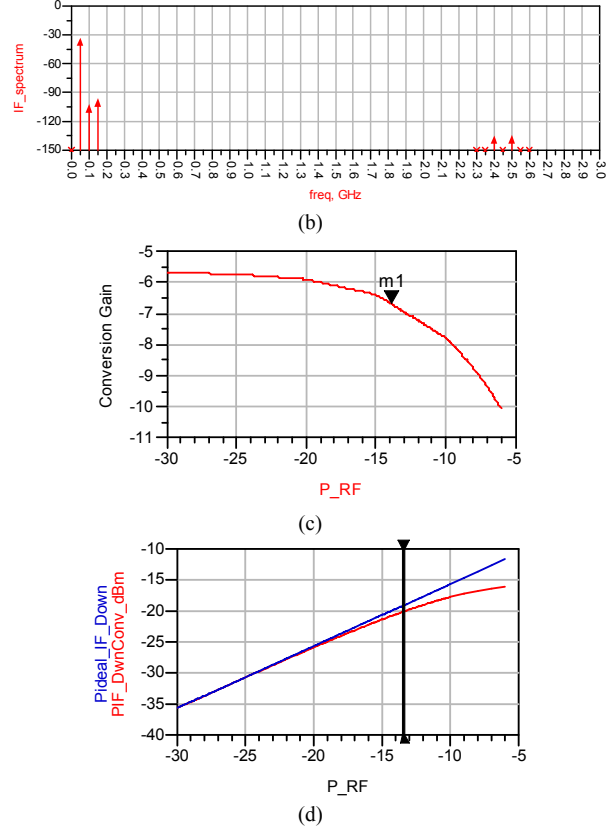 (b)
IF_spectrum
0
-30
-60
-90
-120
-150
0.0 0.1 0.2 0.3 0.4 0.5 0.6 0.7 0.8 0.9 1.0 1.1 1.2 1.3 1.4 1.5 1.6 1.7 1.8 1.9 2.0 2.1 2.2 2.3 2.4 2.5 2.6 2.7 2.8 2.9 3.0
freq, GHz
(b)
Conversion Gain
-5
-6
-7
-8
-9
-10
-11
m1
-30 -25 -20 -15 -10 -5
P_RF
(c)
Pideal_IF_Down
PIF_DwnConv_dBm
-10
-15
-20
-25
-30
-35
-40
-30 -25 -20 -15 -10 -5
P_RF
(d)